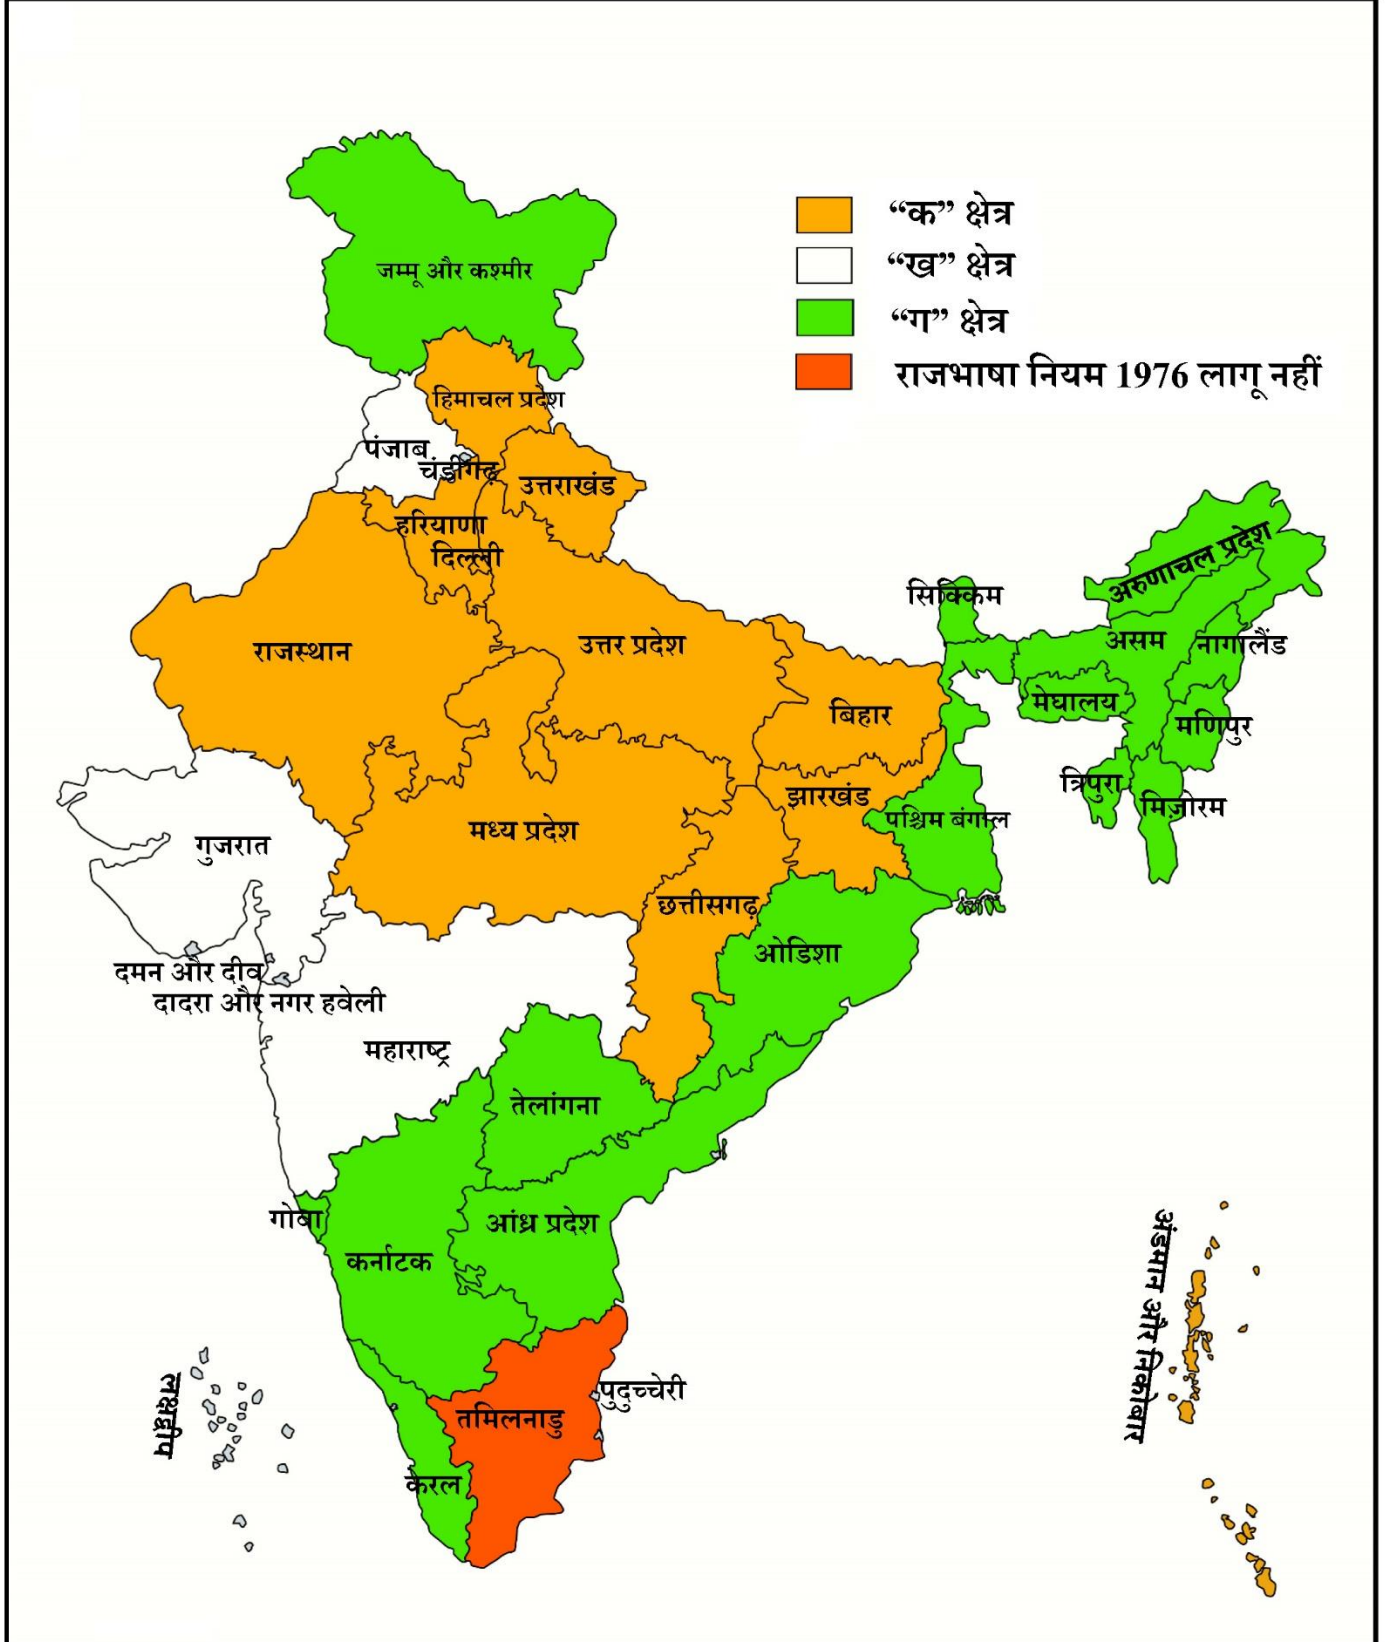 “क” क्षेत्र
“ख” क्षेत्र
“ग” क्षेत्र
राजभाषा नियम 1976 लागू नहीं
जम्मू और कश्मीर
हिमाचल प्रदेश
पंजाब
चंडीगढ़
उत्तराखंड
हरियाणा
दिल्ली
राजस्थान
उत्तर प्रदेश
बिहार
सिक्किम
अरुणाचल प्रदेश
असम
नागालैंड
मेघालय
मणिपुर
त्रिपुरा
मिज़ोरम
झारखंड
पश्चिम बंगाल
मध्य प्रदेश
गुजरात
छत्तीसगढ़
ओडिशा
दमन और दीव
दादरा और नगर हवेली
महाराष्ट्र
तेलांगना
गोवा
आंध्र प्रदेश
कर्नाटक
अंडमान और निकोबार
लक्षद्वीप
पुदुच्चेरी
तमिलनाडु
केरल